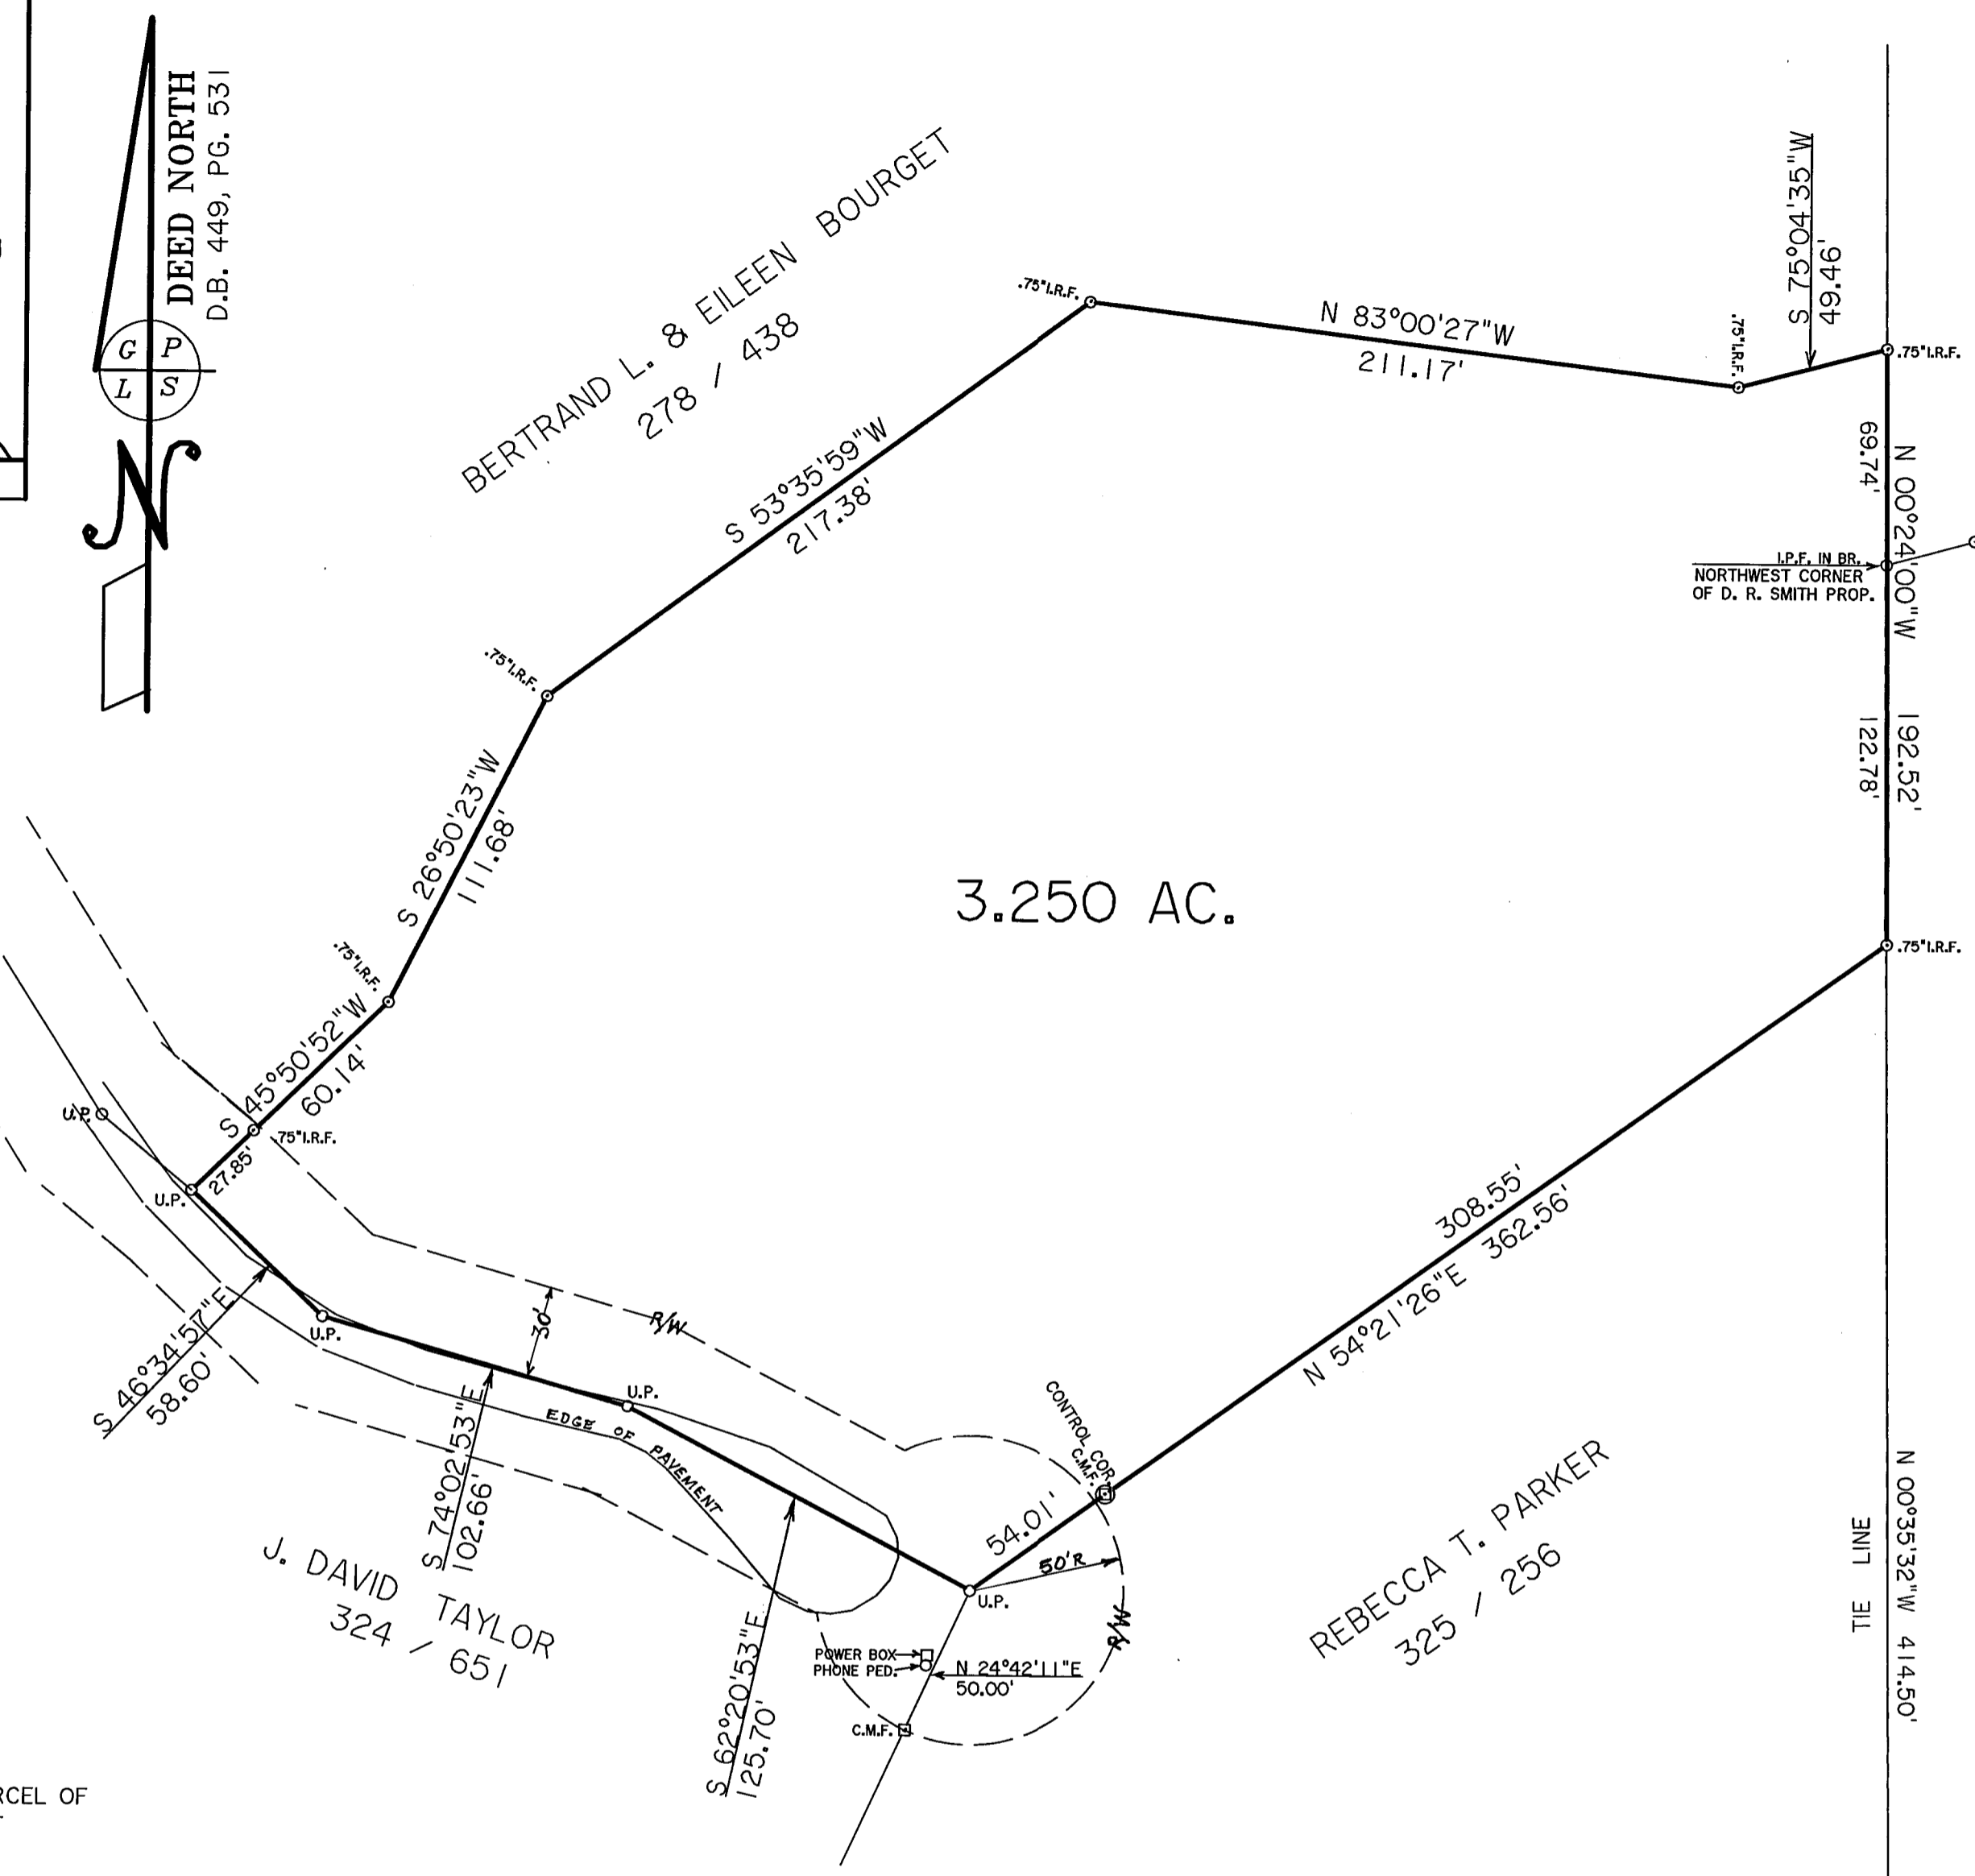 DEED NORTH
D.B. 449, PG. 531
G P
L S
N
BERTRAND L. & EILEEN BOURGET
278 / 438
.75"I.R.F.
N 83°00'27"W
211.17'
.75"I.R.F.
S 75°04'35"W
49.46'
.75"I.R.F.
69.74'
N 00°24'00"W
192.52'
122.78'
I.P.F. IN BR.
NORTHWEST CORNER
OF D. R. SMITH PROP.
S 53°35'59"W
217.38'
.75"I.R.F.
S 26°50'23"W
111.68'
3.250 AC.
.75"I.R.F.
.75"I.R.F.
S 45°50'52"W
60.14'
.75"I.R.F.
27.85'
U.P.
U.P.
S 46°34'57"E
58.60'
U.P.
30'
R/W
U.P.
S 74°02'53"E
102.66'
EDGE OF PAVEMENT
CONTROL COR.
C.M.F.
308.55'
N 54°21'26"E 362.56'
54.01'
50'R
U.P.
R/W
J. DAVID TAYLOR
324 / 651
S 62°20'53"E
125.70'
POWER BOX
PHONE PED.
N 24°42'11"E
50.00'
C.M.F.
REBECCA T. PARKER
325 / 256
N 00°35'32"W 414.50'
TIE LINE
RCEL OF